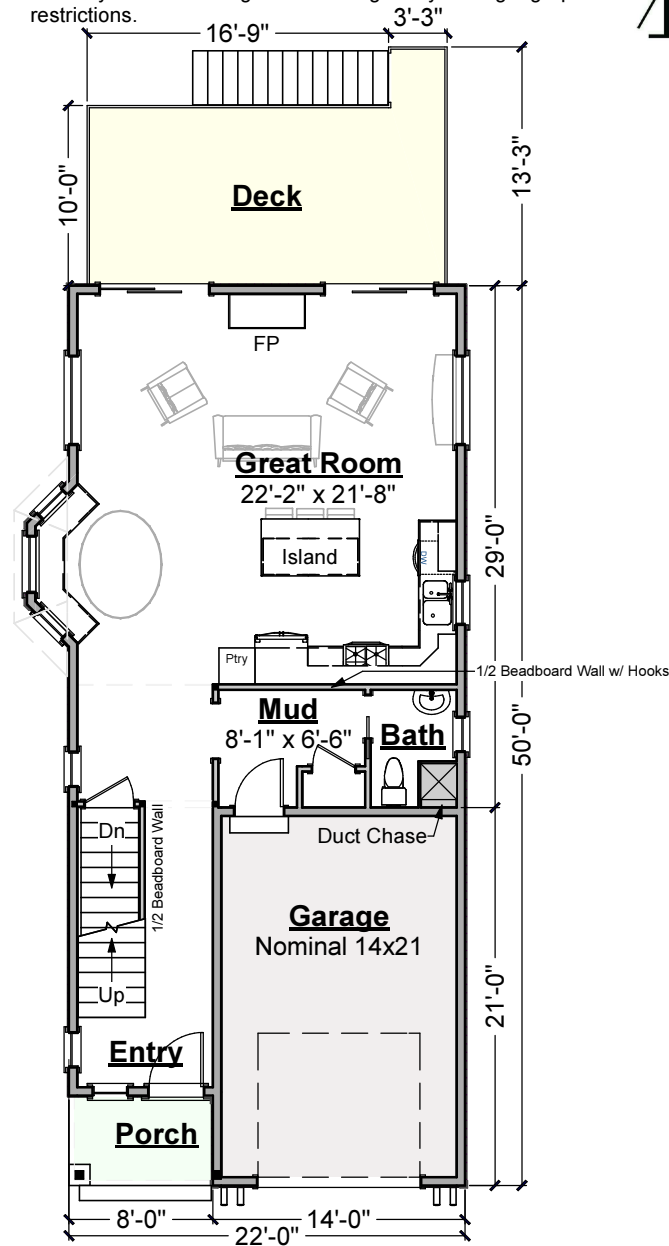 restrictions.
16'-9"
3'-3"
10'-0"
13'-3"
Deck
FP
Great Room
22'-2" x 21'-8"
Island
DW
29'-0"
Ptry
1/2 Beadboard Wall w/ Hooks
Mud
8'-1" x 6'-6"
Bath
50'-0"
Dn
1/2 Beadboard Wall
Duct Chase
Garage
Nominal 14x21
Up
21'-0"
Entry
Porch
8'-0"
14'-0"
22'-0"